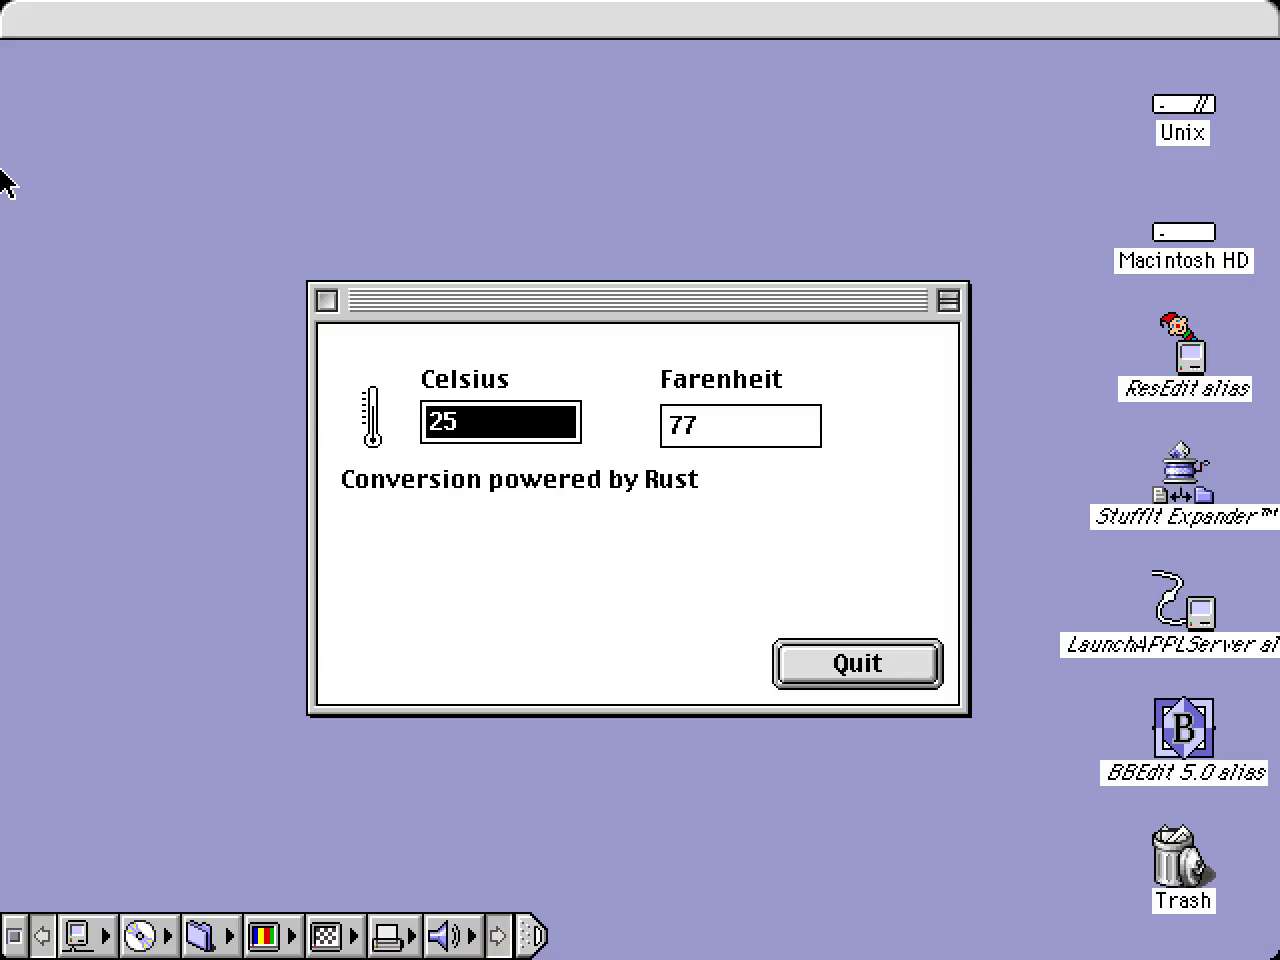 Unix
Macintosh HD
ResEdit alias
Celsius
Farenheit
25
77
Conversion powered by Rust
StuffIt Expander™
LaunchAPPLServer al
Quit
B
BBEdit 5.0 alias
Trash